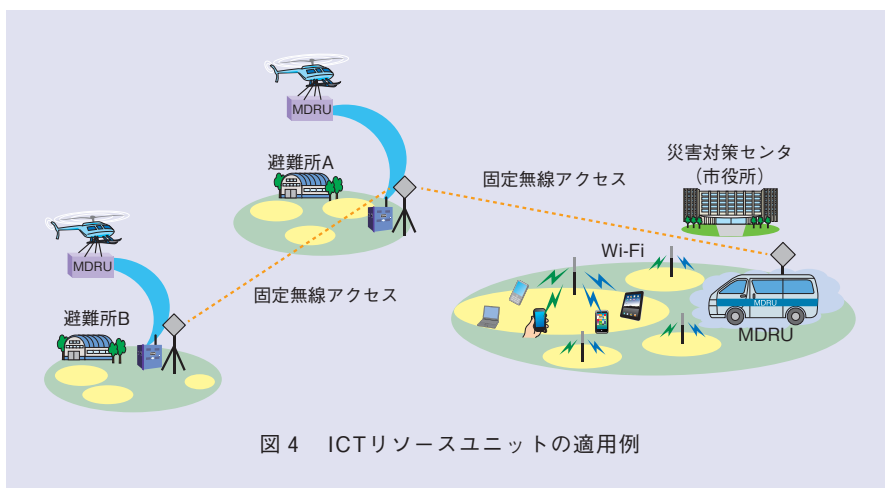 MDRU
避難所A
固定無線アクセス
災害対策センタ
（市役所）
MDRU
避難所B
固定無線アクセス
Wi-Fi
MDRU
MDRU
図4 ICTリソースユニットの適用例